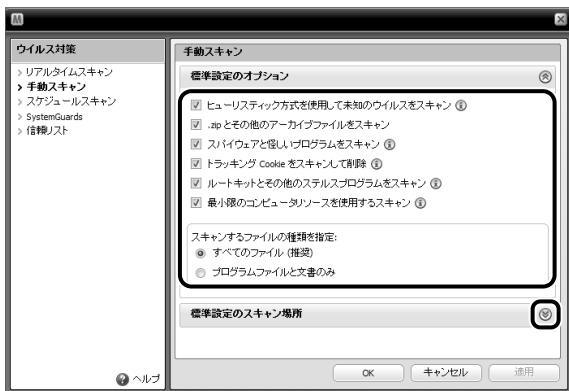 ウイルス対策
> リアルタイムスキャン
> 手動スキャン
> スケジュールスキャン
> SystemGuards
> 信頼リスト
ヘルプ
手動スキャン
標準設定のオプション
ヒューリスティック方式を使用して未知のウイルスをスキャン
.zip とその他のアーカイブファイルをスキャン
スパイウェアと怪しいプログラムをスキャン
トラッキング Cookie をスキャンして削除
ルートキットとその他のステルスプログラムをスキャン
最小限のコンピュータリソースを使用するスキャン
スキャンするファイルの種類を指定:
すべてのファイル (推奨)
プログラムファイルと文書のみ
標準設定のスキャン場所
OK キャンセル 適用